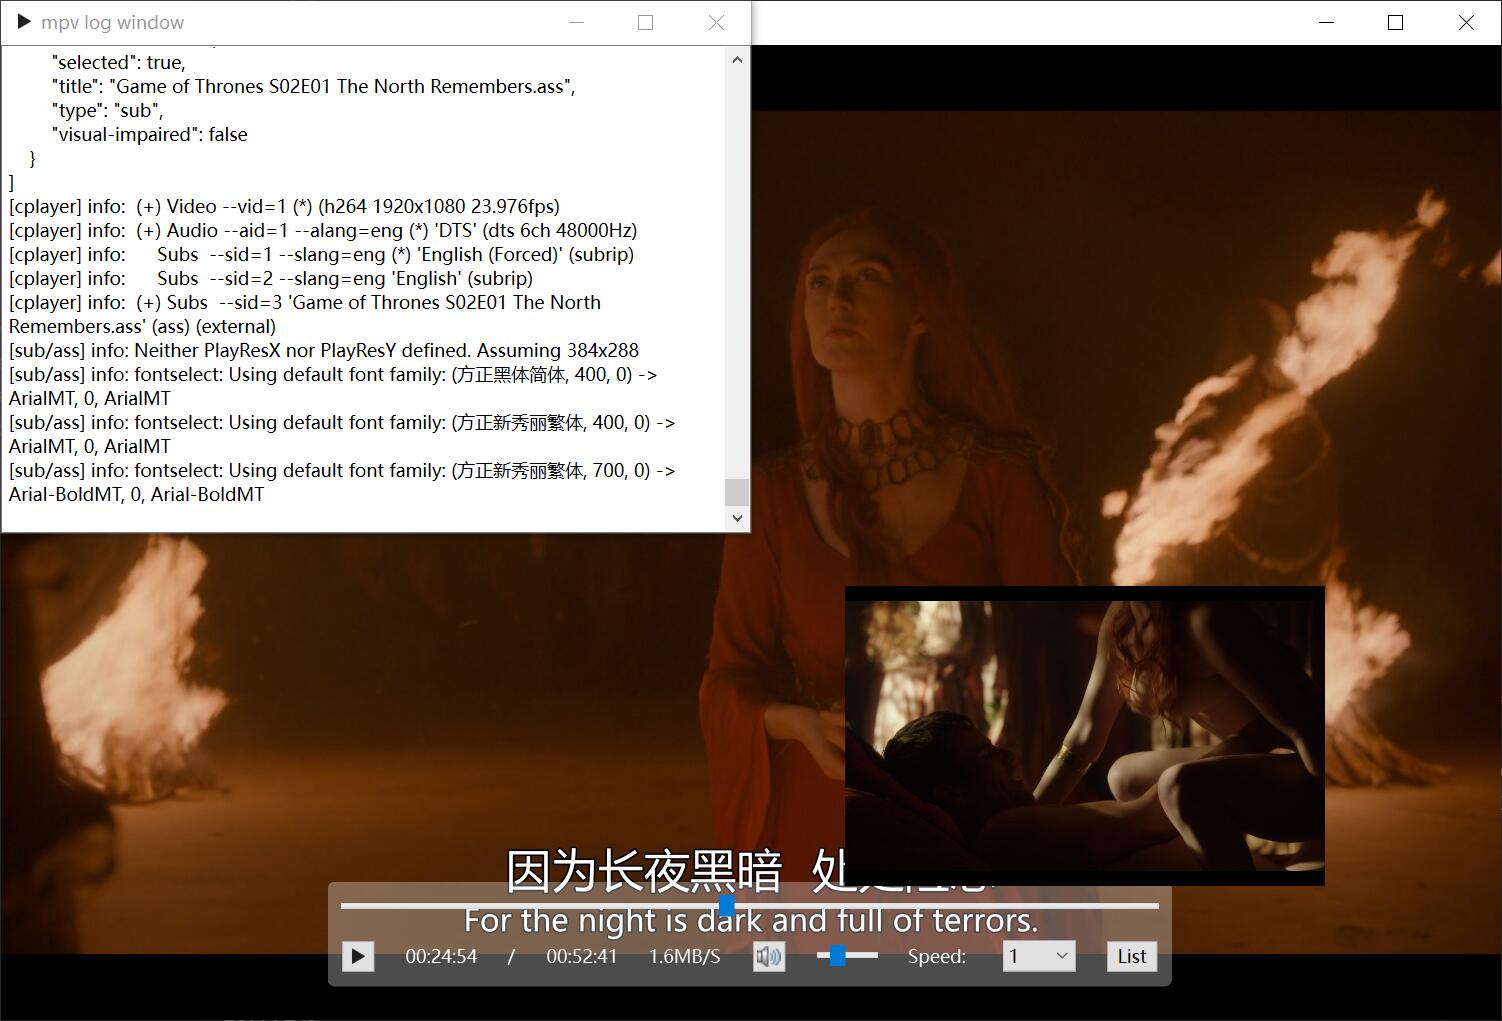 mpv log window
"selected": true,
"title": "Game of Thrones S02E01 The North Remembers.ass",
"type": "sub",
"visual-impaired": false
}
]
[cplayer] info:  (+) Video --vid=1 (*) (h264 1920x1080 23.976fps)
[cplayer] info:  (+) Audio --aid=1 --alang=eng (*) 'DTS' (dts 6ch 48000Hz)
[cplayer] info:      Subs  --sid=1 --slang=eng (*) 'English (Forced)' (subrip)
[cplayer] info:      Subs  --sid=2 --slang=eng 'English' (subrip)
[cplayer] info:  (+) Subs  --sid=3 'Game of Thrones S02E01 The North
Remembers.ass' (ass) (external)
[sub/ass] info: Neither PlayResX nor PlayResY defined. Assuming 384x288
[sub/ass] info: fontselect: Using default font family: (方正黑体简体, 400, 0) ->
ArialMT, 0, ArialMT
[sub/ass] info: fontselect: Using default font family: (方正新秀丽繁体, 400, 0) ->
ArialMT, 0, ArialMT
[sub/ass] info: fontselect: Using default font family: (方正新秀丽繁体, 700, 0) ->
Arial-BoldMT, 0, Arial-BoldMT
因为长夜黑暗 处
For the night is dark and full of terrors.
00:24:54 / 00:52:41 1.6MB/S Speed: 1 List